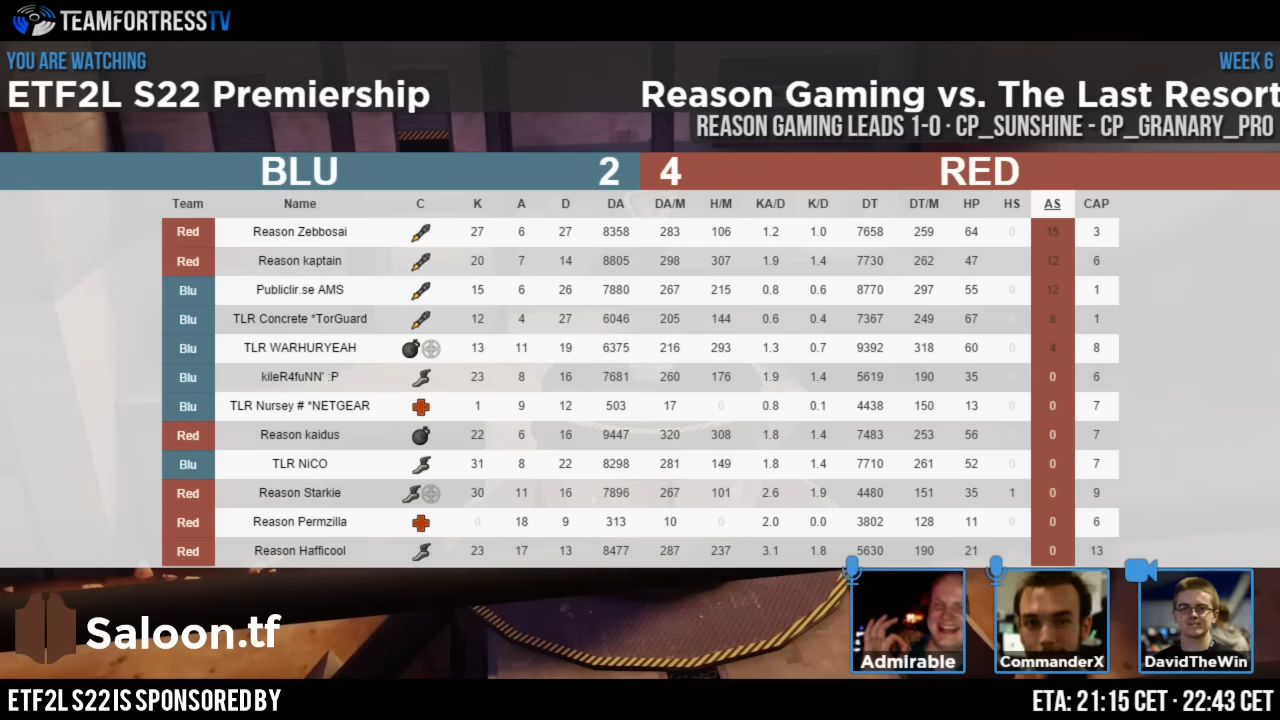 TEAMFORTRESSTV
YOU ARE WATCHING
WEEK 6
ETF2L S22 Premiership
Reason Gaming vs. The Last Resort
REASON GAMING LEADS 1-0 · CP_SUNSHINE - CP_GRANARY_PRO
BLU 2 4 RED
Team Name C K A D DA DA/M H/M KA/D K/D DT DT/M HP HS AS CAP
Red Reason Zebbosai 27 6 27 8358 283 106 1.2 1.0 7658 259 64 0 15 3
Red Reason kaptain 20 7 14 8805 298 307 1.9 1.4 7730 262 47 0 12 6
Blu Publiclir.se AMS 15 6 26 7880 267 215 0.8 0.6 8770 297 55 0 12 1
Blu TLR Concrete *TorGuard 12 4 27 6046 205 144 0.6 0.4 7367 249 67 0 8 1
Blu TLR WARHURYEAH 13 11 19 6375 216 293 1.3 0.7 9392 318 60 0 4 8
Blu kileR4fuNN' :P 23 8 16 7681 260 176 1.9 1.4 5619 190 35 0 0 6
Blu TLR Nursey # *NETGEAR 1 9 12 503 17 0 0.8 0.1 4438 150 13 0 0 7
Red Reason kaidus 22 6 16 9447 320 308 1.8 1.4 7483 253 56 0 0 7
Blu TLR NiCO 31 8 22 8298 281 149 1.8 1.4 7710 261 52 0 0 7
Red Reason Starkie 30 11 16 7896 267 101 2.6 1.9 4480 151 35 1 0 9
Red Reason Permzilla 0 18 9 313 10 0 2.0 0.0 3802 128 11 0 0 6
Red Reason Hafficool 23 17 13 8477 287 237 3.1 1.8 5630 190 21 0 0 13
Saloon.tf
Admirable
CommanderX
DavidTheWin
ETF2L S22 IS SPONSORED BY
ETA: 21:15 CET · 22:43 CET